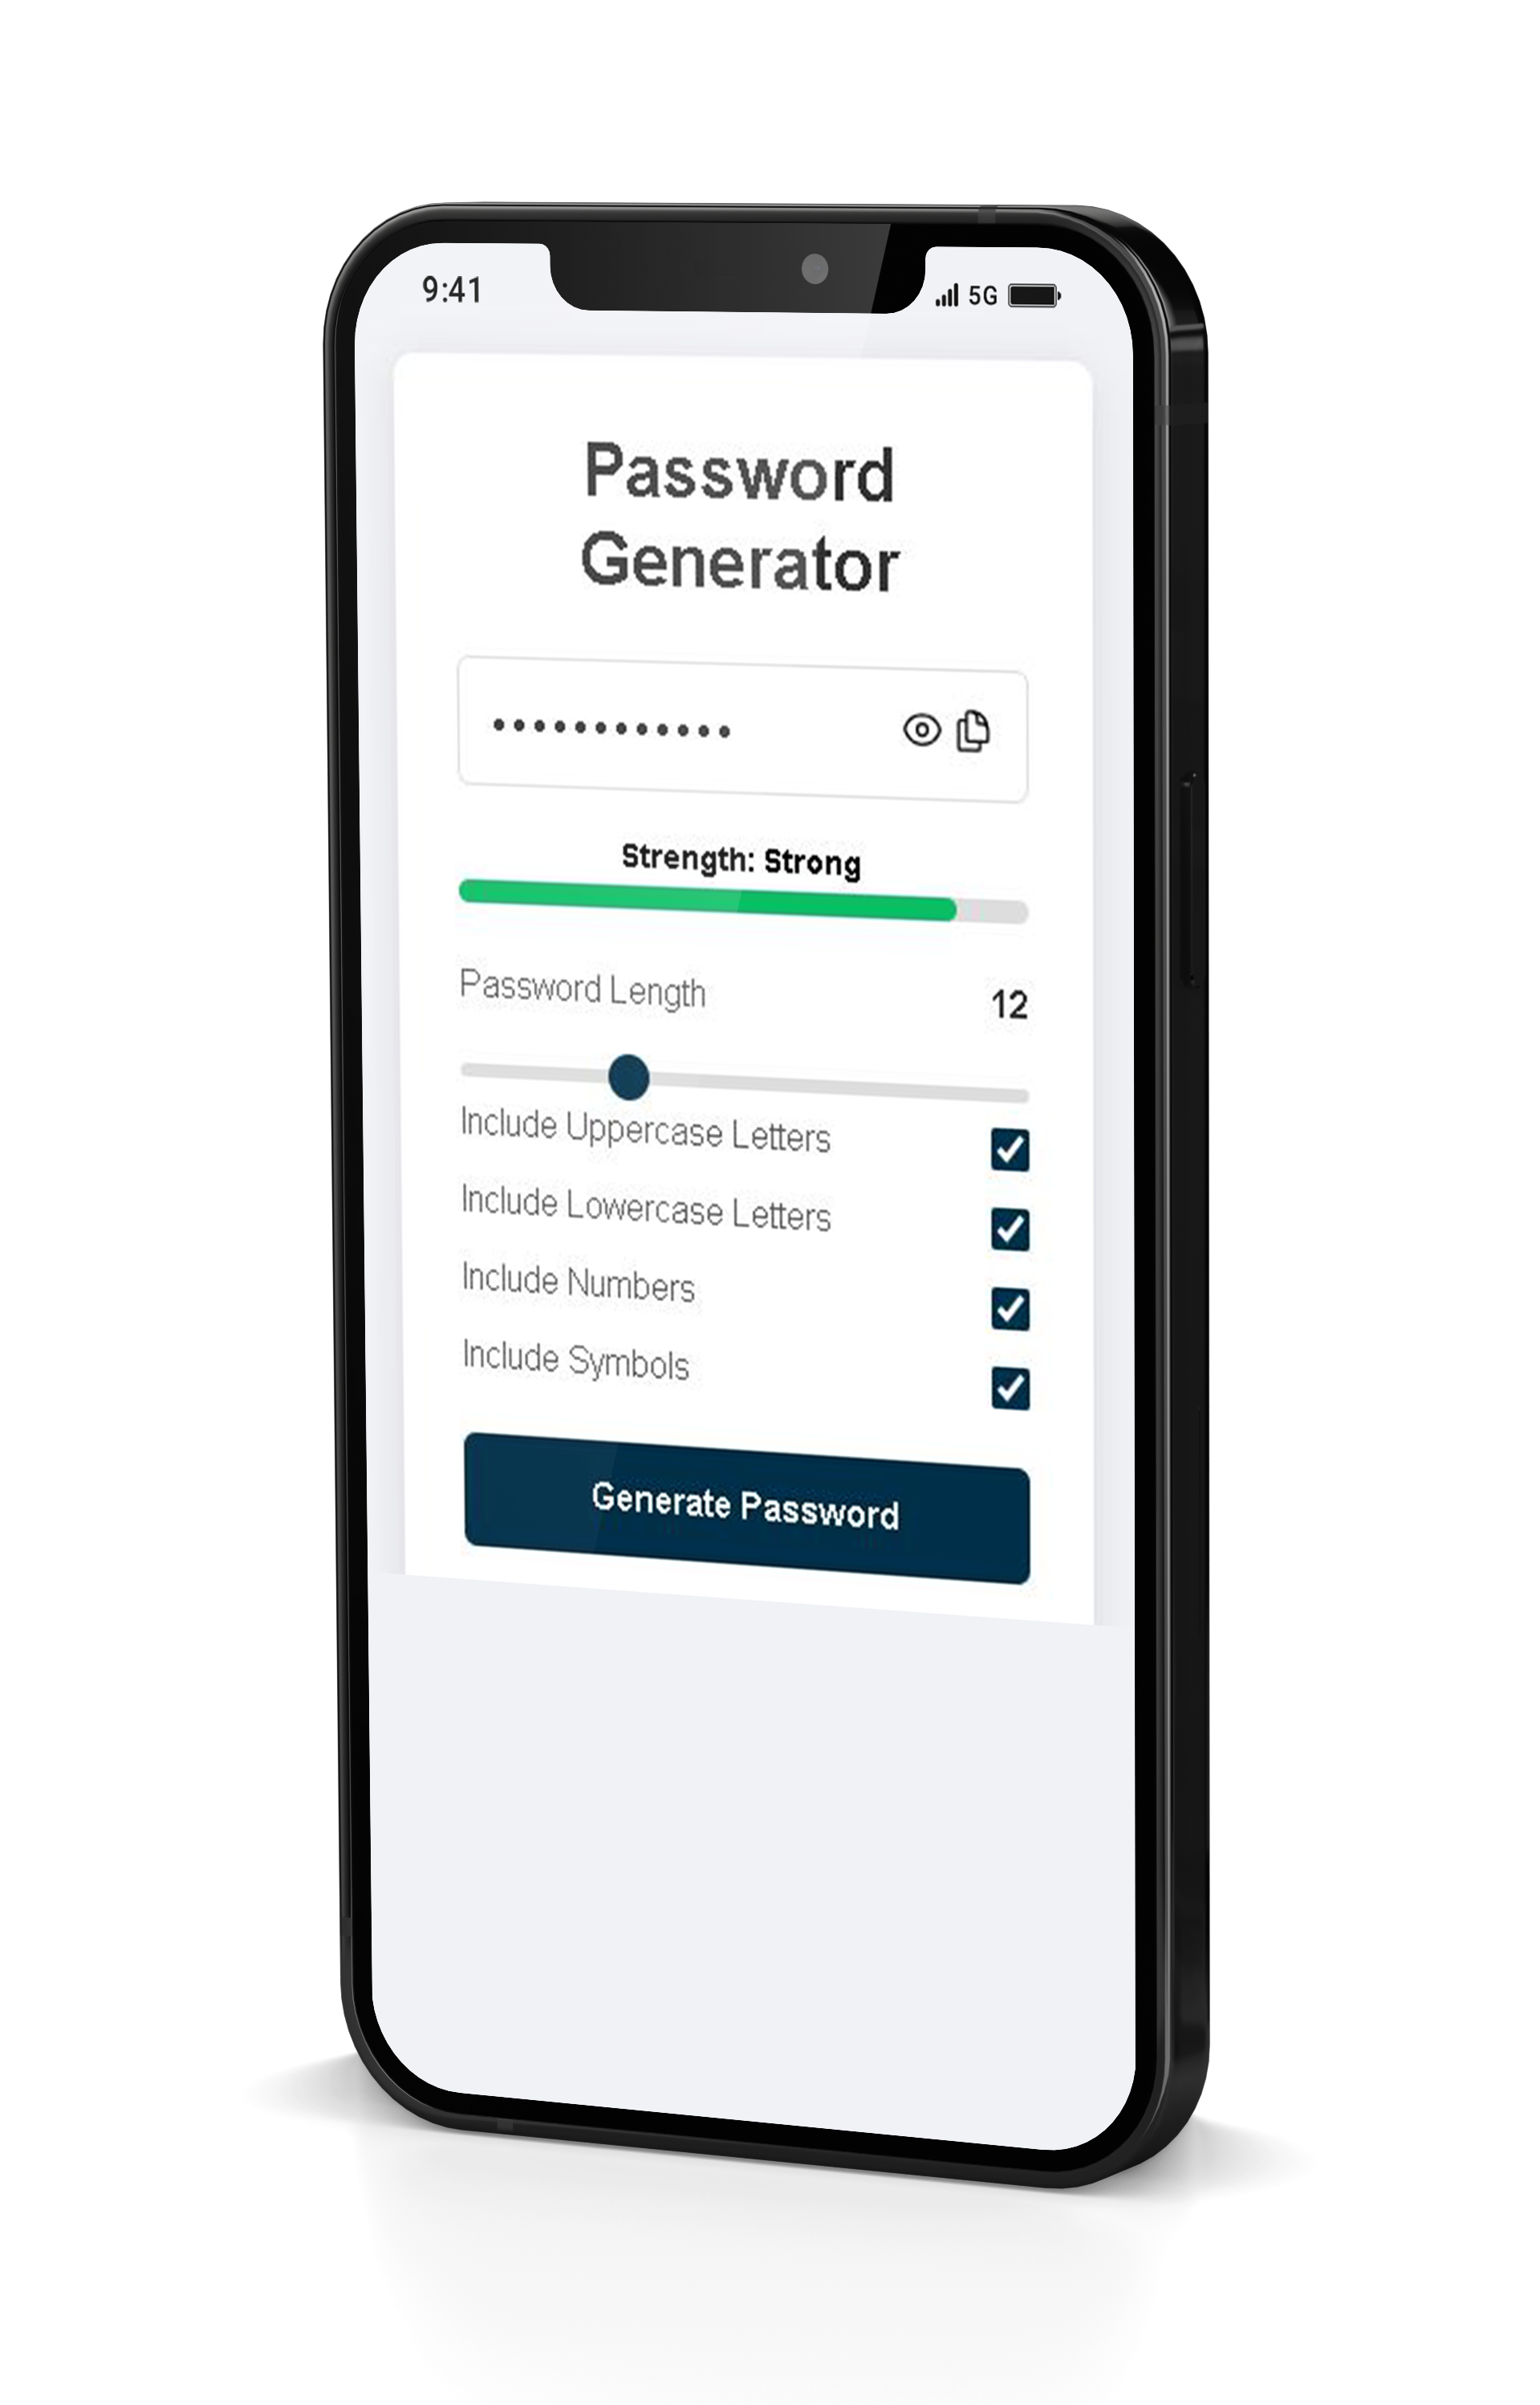 9:41
5G
Password
Generator
••••••••••••
Strength: Strong
Password Length
12
Include Uppercase Letters
Include Lowercase Letters
Include Numbers
Include Symbols
Generate Password